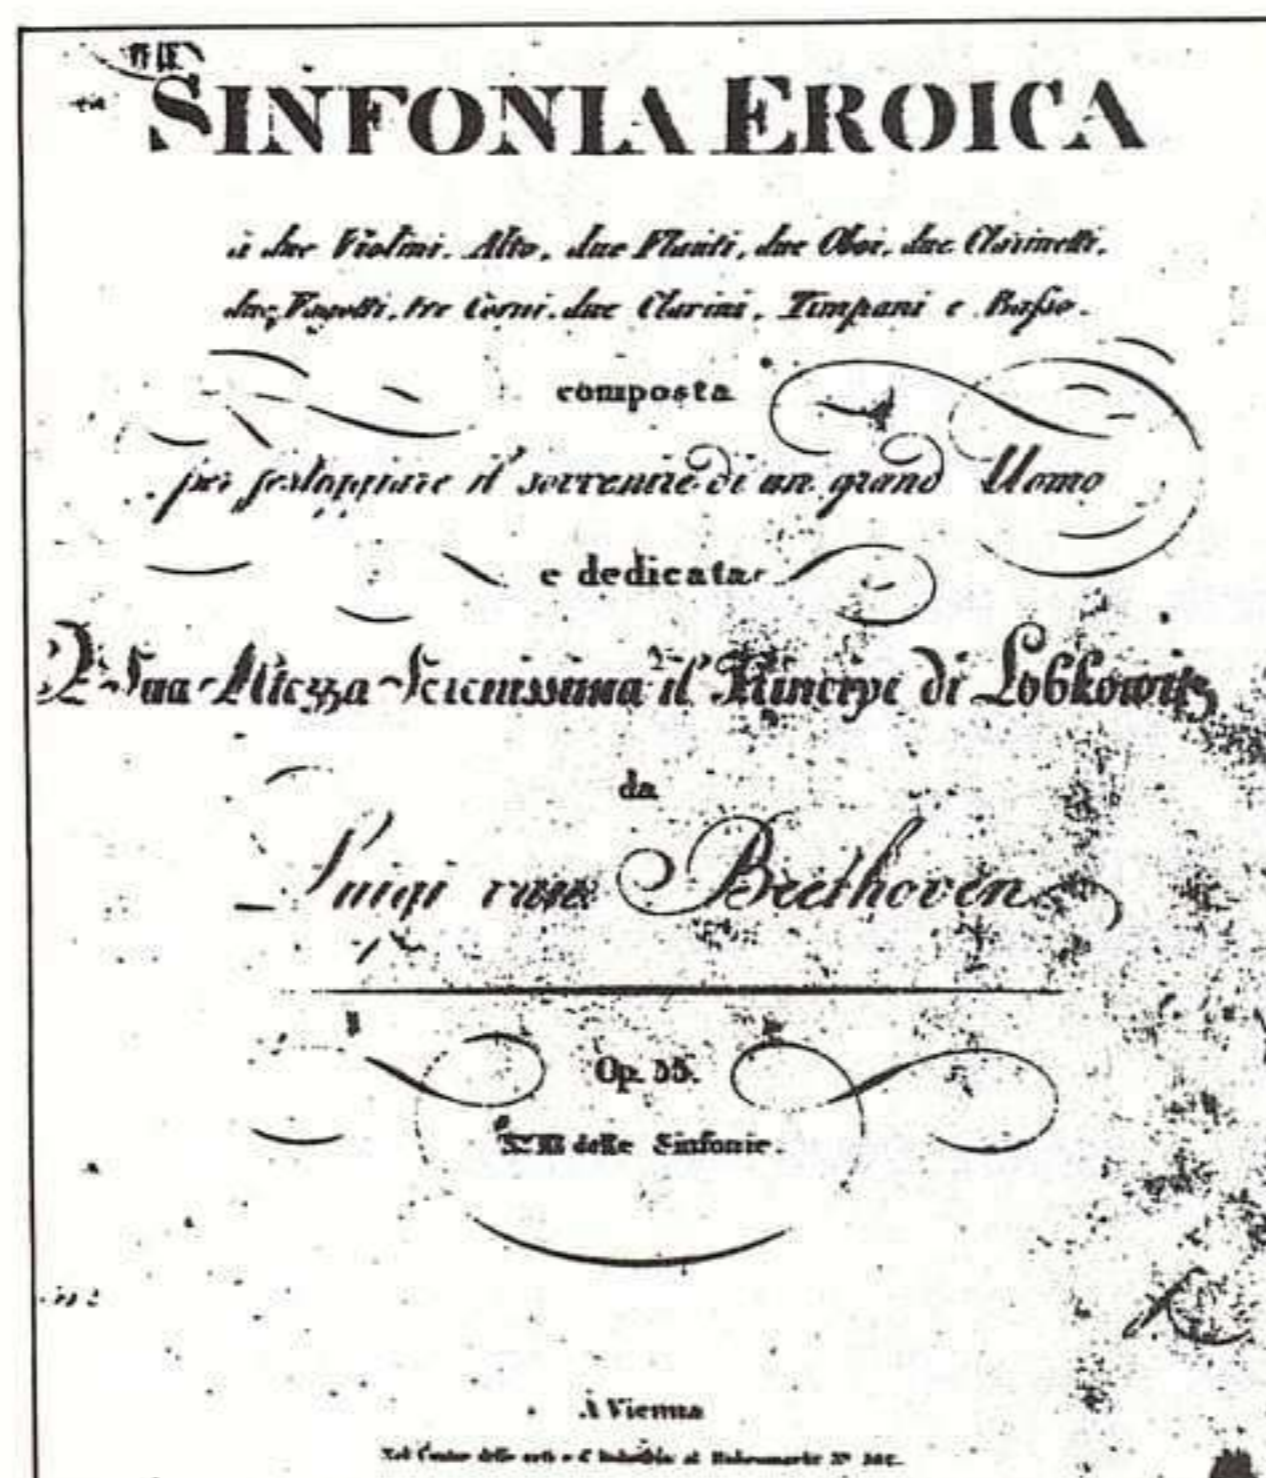 SINFONIA EROICA
à due Violini, Alto, due Flauti, due Oboi, due Clarinetti,
due Fagotti, tre Corni, due Clarini, Timpani e Basso.
composta
per festeggiare il sovvenire di un grand Uomo
e dedicata
A Sua Altezza Serenissima il Principe di Lobkowitz
da
Luigi van Beethoven
Op. 55.
delle Sinfonie.
À Vienna